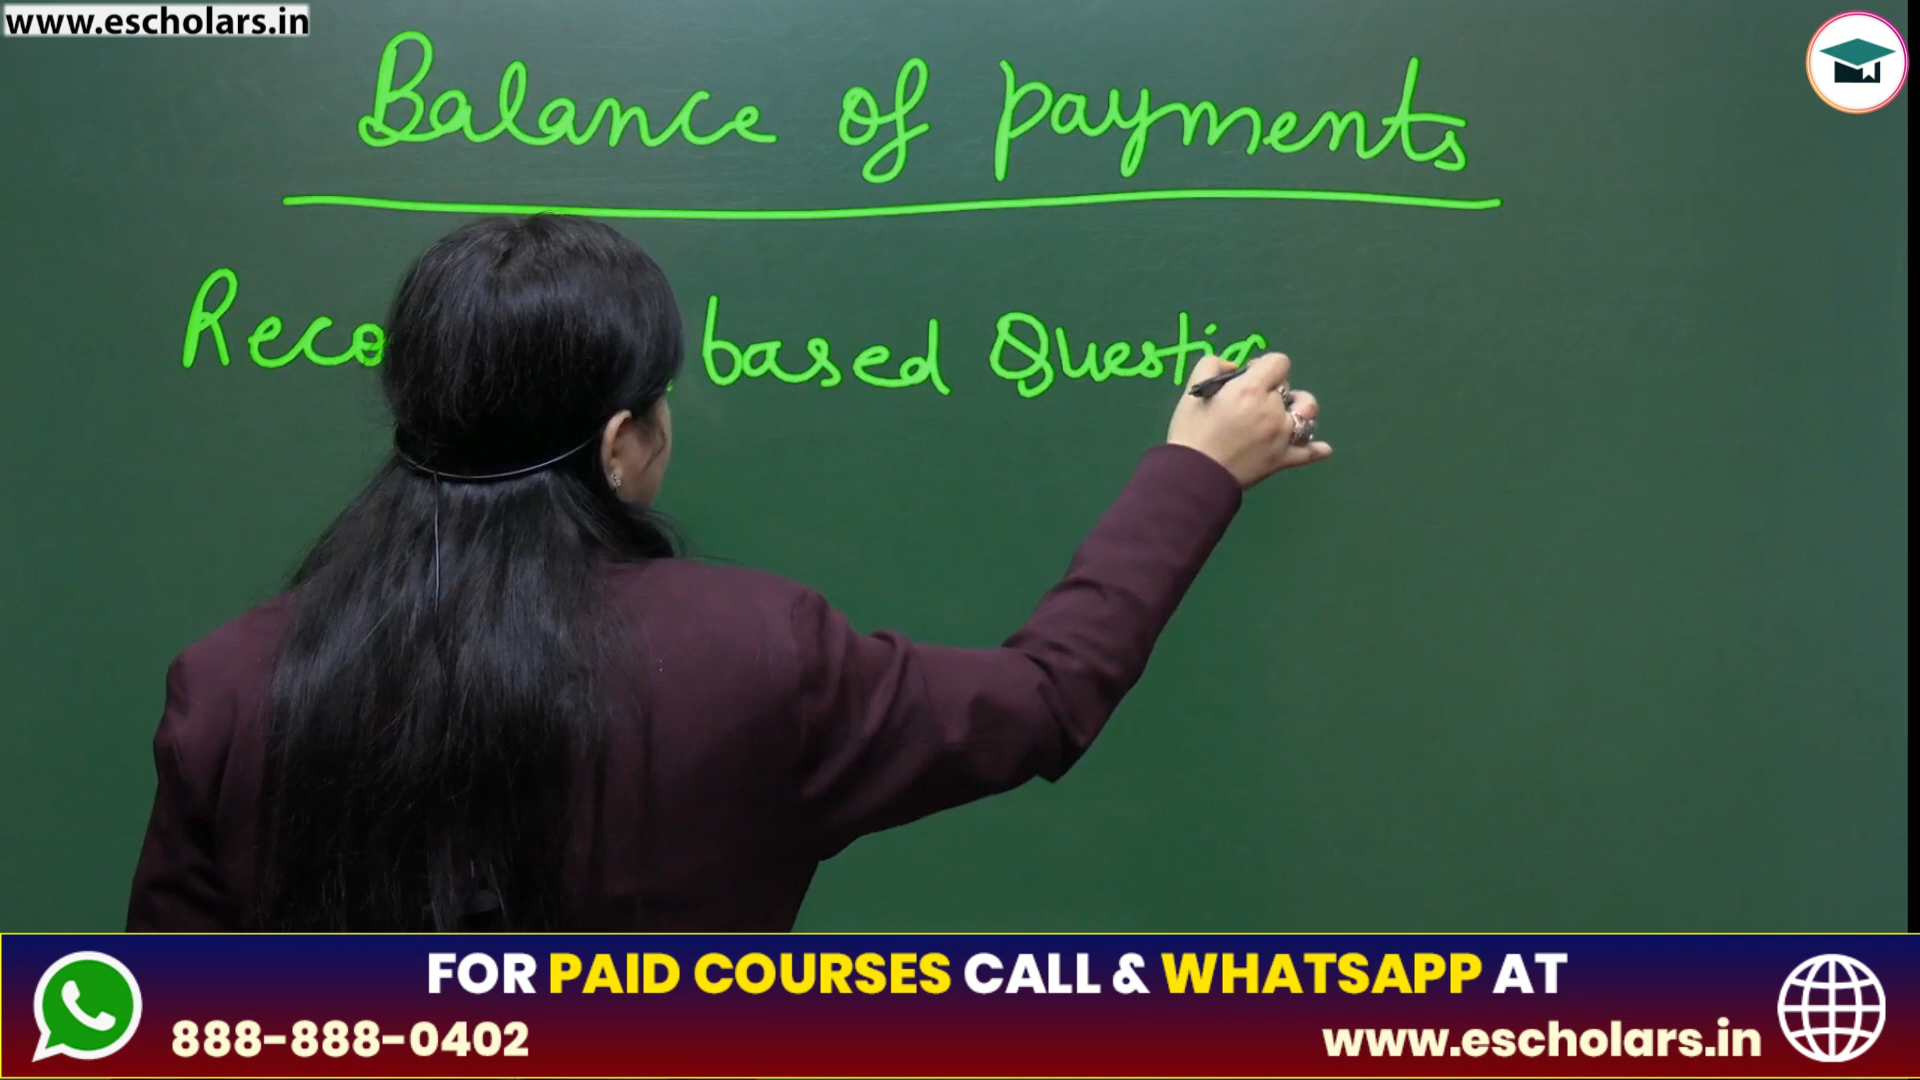 www.escholars.in
Balance of payments
Reco based Questio
FOR PAID COURSES CALL & WHATSAPP AT
888-888-0402
www.escholars.in